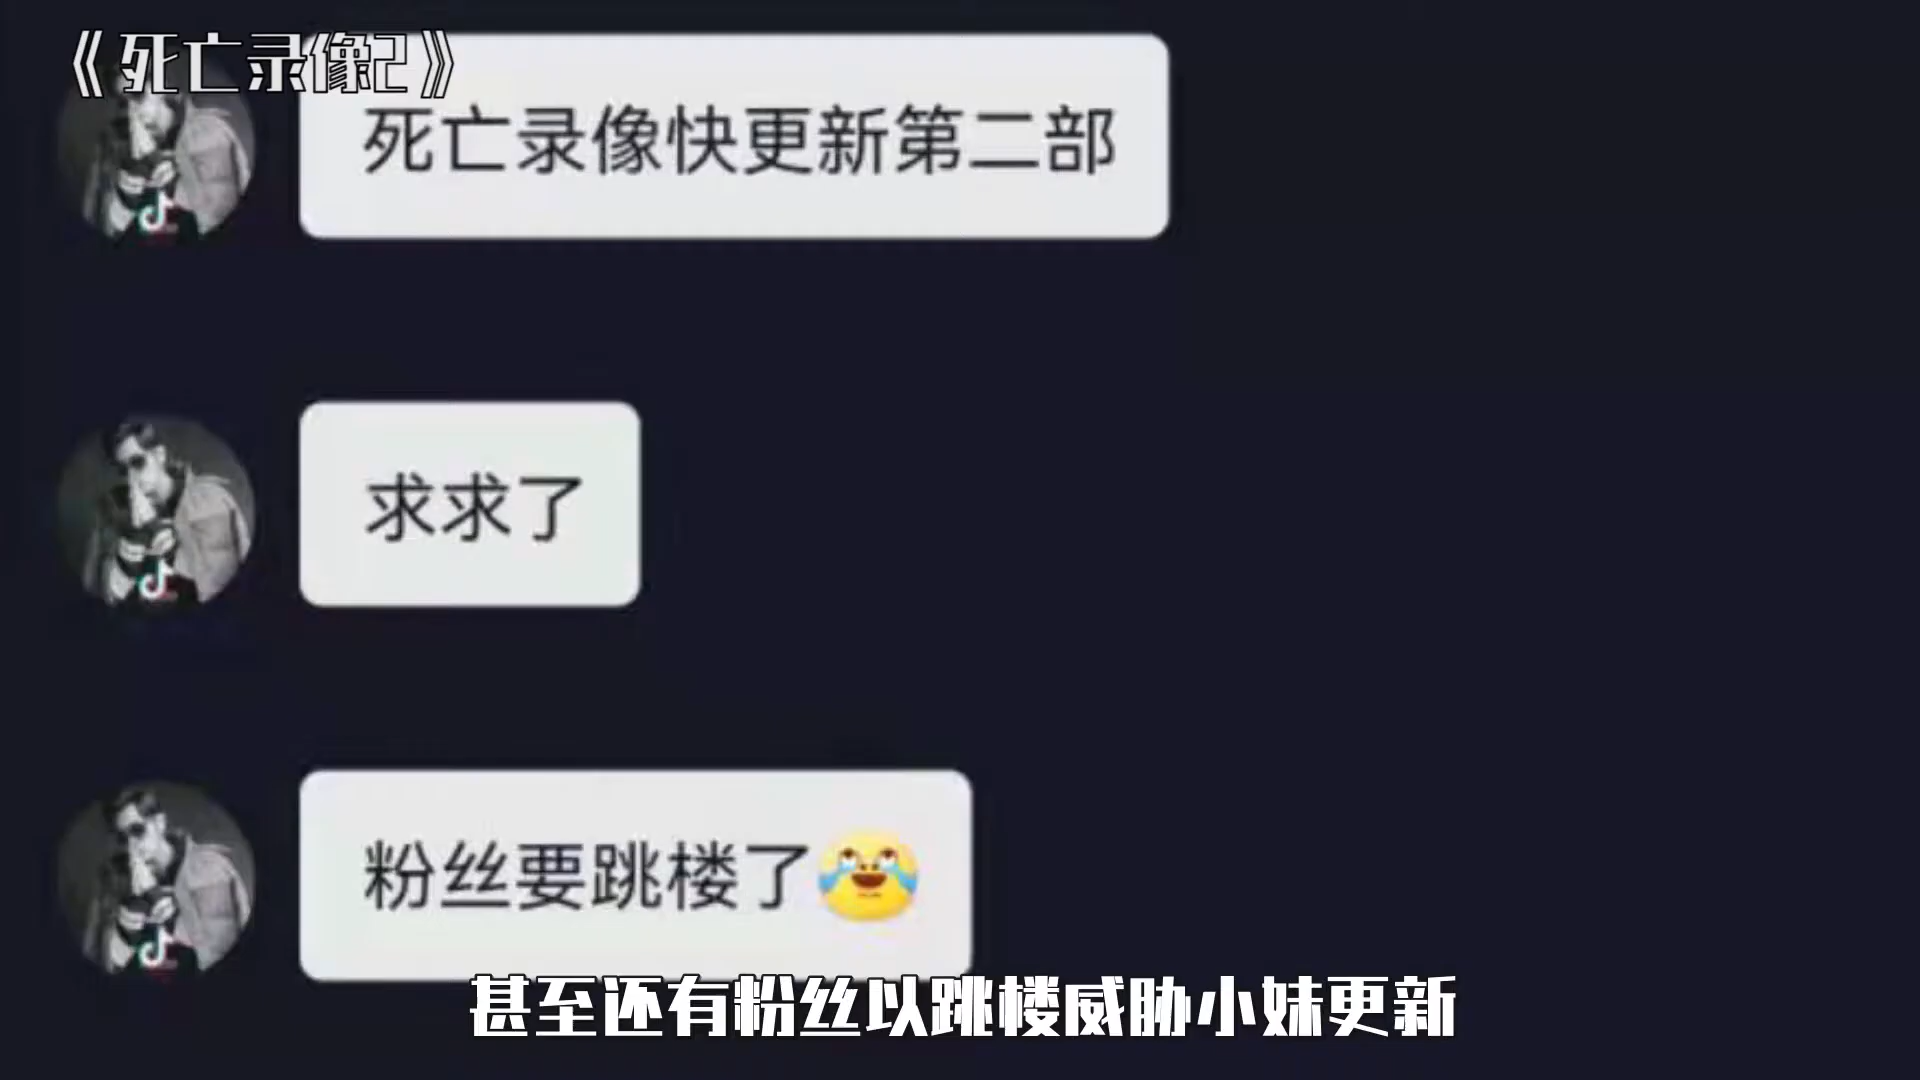 《死亡录像2》
死亡录像快更新第二部
求求了
粉丝要跳楼了
甚至还有粉丝以跳楼威胁小妹更新